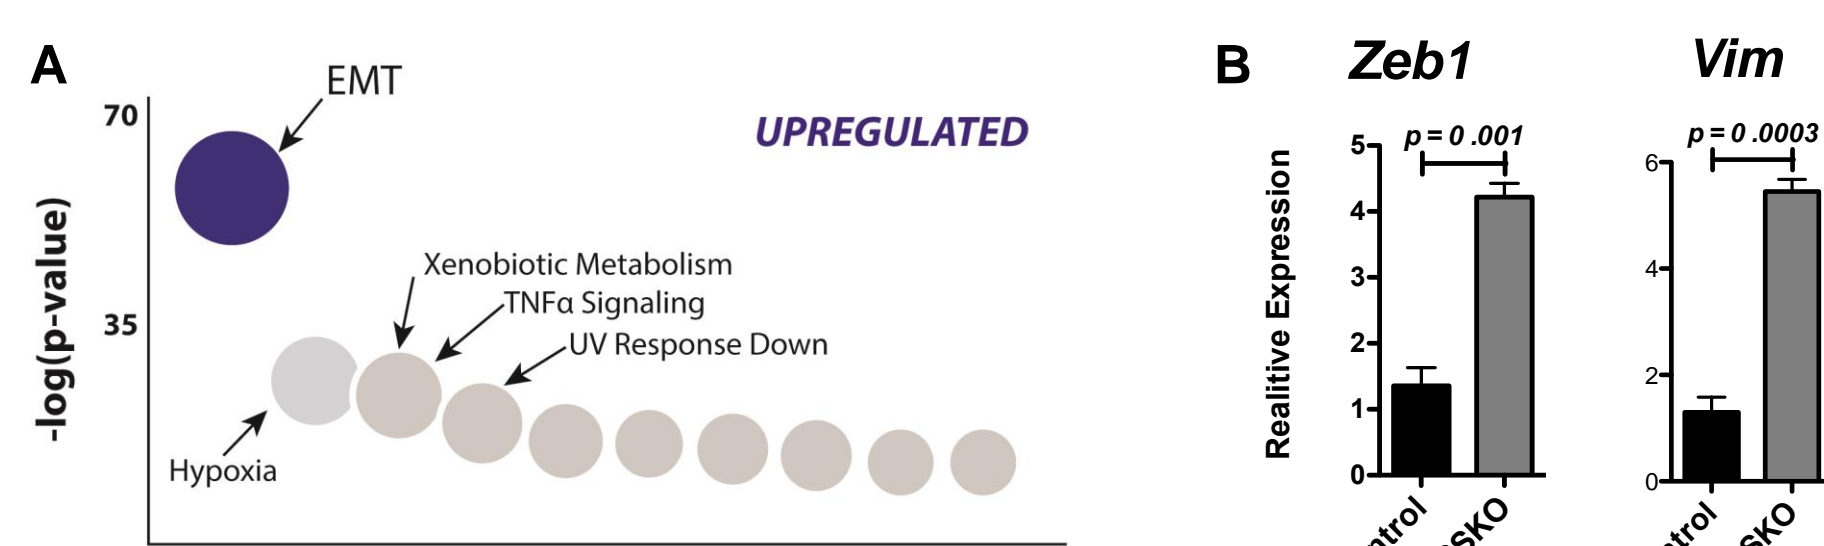 A
EMT
70
UPREGULATED
-log(p-value)
Xenobiotic Metabolism
TNFα Signaling
35
UV Response Down
Hypoxia
B
Zeb1
p = 0 .001
Realitive Expression
5
4
3
2
1
0
Vim
p = 0 .0003
6
4
2
0